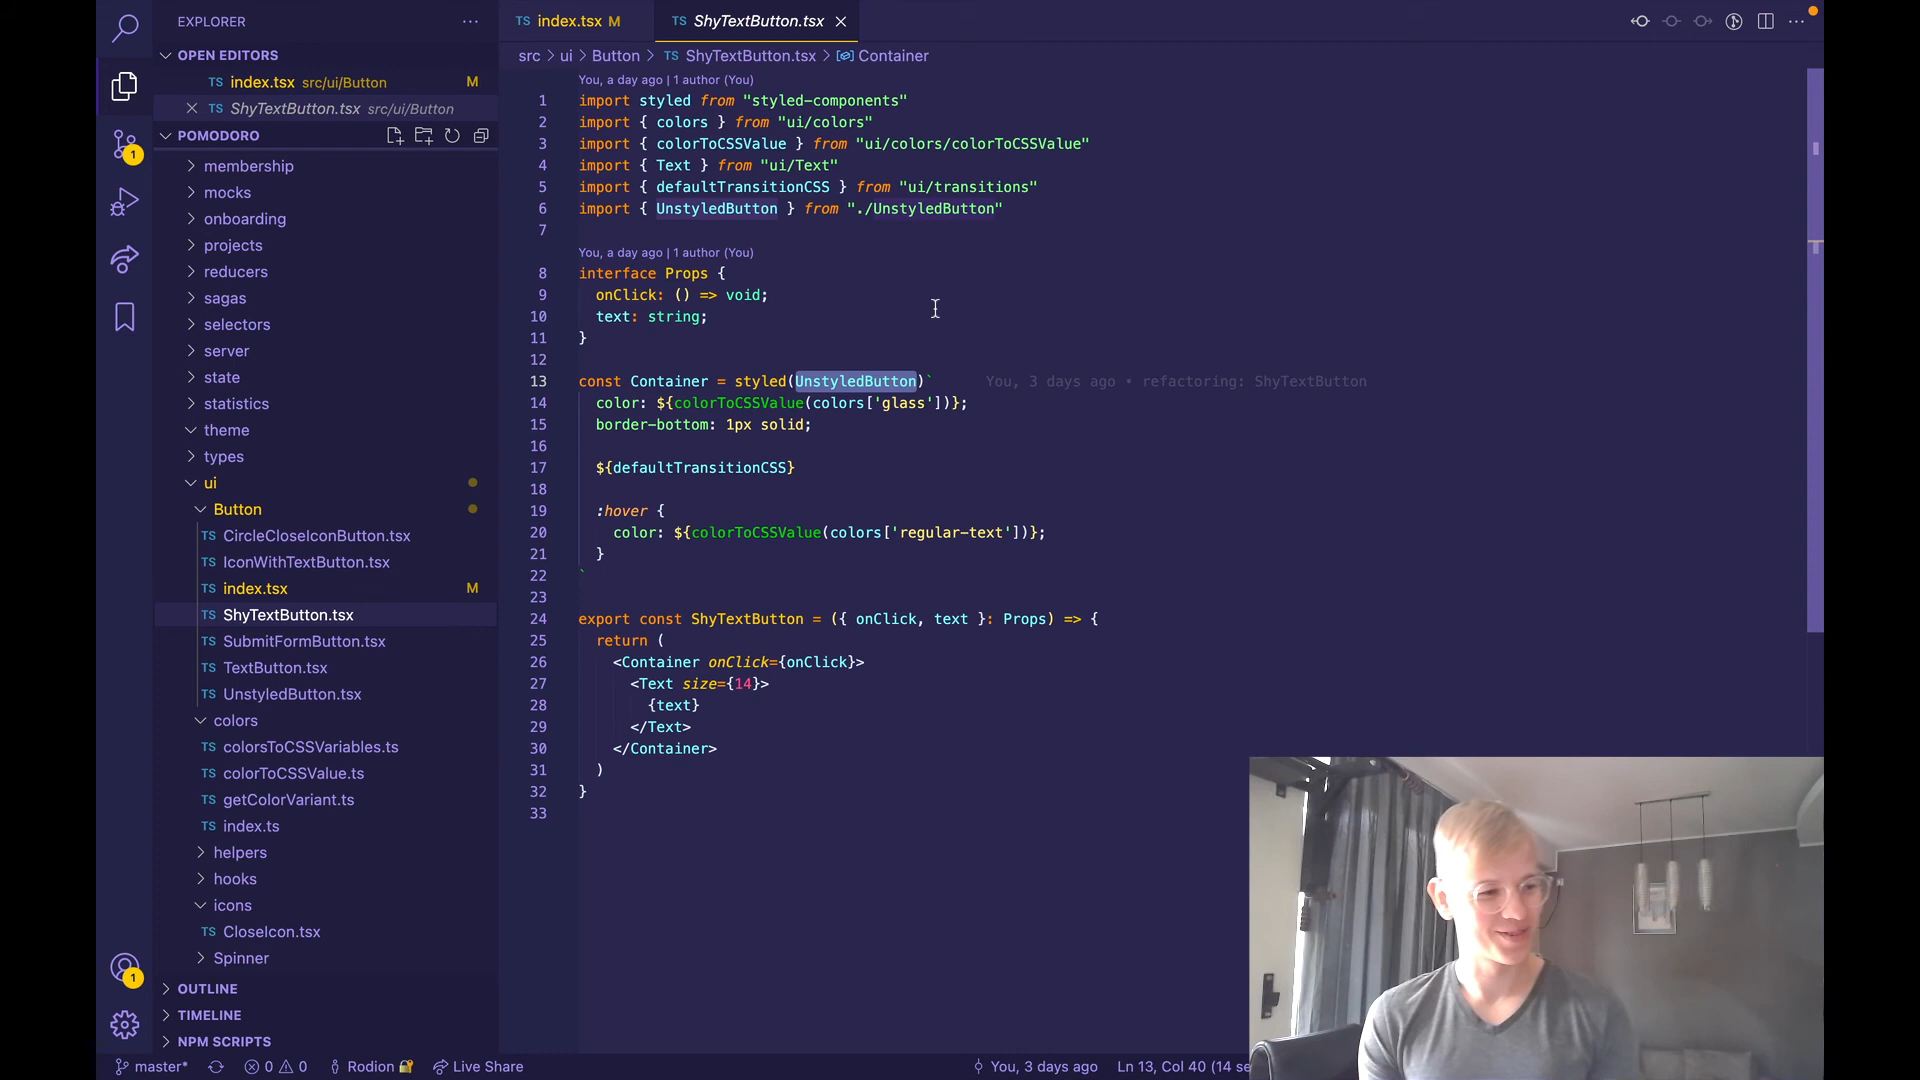 EXPLORER
OPEN EDITORS
TS index.tsx src/ui/Button M
TS ShyTextButton.tsx src/ui/Button
POMODORO
membership
mocks
onboarding
projects
reducers
sagas
selectors
server
state
statistics
theme
types
ui
Button
TS CircleCloseIconButton.tsx
TS IconWithTextButton.tsx
TS index.tsx M
TS ShyTextButton.tsx
TS SubmitFormButton.tsx
TS TextButton.tsx
TS UnstyledButton.tsx
colors
TS colorsToCSSVariables.ts
TS colorToCSSValue.ts
TS getColorVariant.ts
TS index.ts
helpers
hooks
icons
TS CloseIcon.tsx
Spinner
OUTLINE
TIMELINE
NPM SCRIPTS
1
1
TS index.tsx M
TS ShyTextButton.tsx
src > ui > Button > TS ShyTextButton.tsx > Container
You, a day ago | 1 author (You)
1 import styled from "styled-components"
2 import { colors } from "ui/colors"
3 import { colorToCSSValue } from "ui/colors/colorToCSSValue"
4 import { Text } from "ui/Text"
5 import { defaultTransitionCSS } from "ui/transitions"
6 import { UnstyledButton } from "./UnstyledButton"
7
You, a day ago | 1 author (You)
8 interface Props {
9 onClick: () => void;
10 text: string;
11 }
12
13 const Container = styled(UnstyledButton)` You, 3 days ago • refactoring: ShyTextButton
14 color: ${colorToCSSValue(colors['glass'])};
15 border-bottom: 1px solid;
16
17 ${defaultTransitionCSS}
18
19 :hover {
20 color: ${colorToCSSValue(colors['regular-text'])};
21 }
22 `
23
24 export const ShyTextButton = ({ onClick, text }: Props) => {
25 return (
26 <Container onClick={onClick}>
27 <Text size={14}>
28 {text}
29 </Text>
30 </Container>
31 )
32 }
33
master* 0 0 Rodion Live Share You, 3 days ago Ln 13, Col 40 (14 se